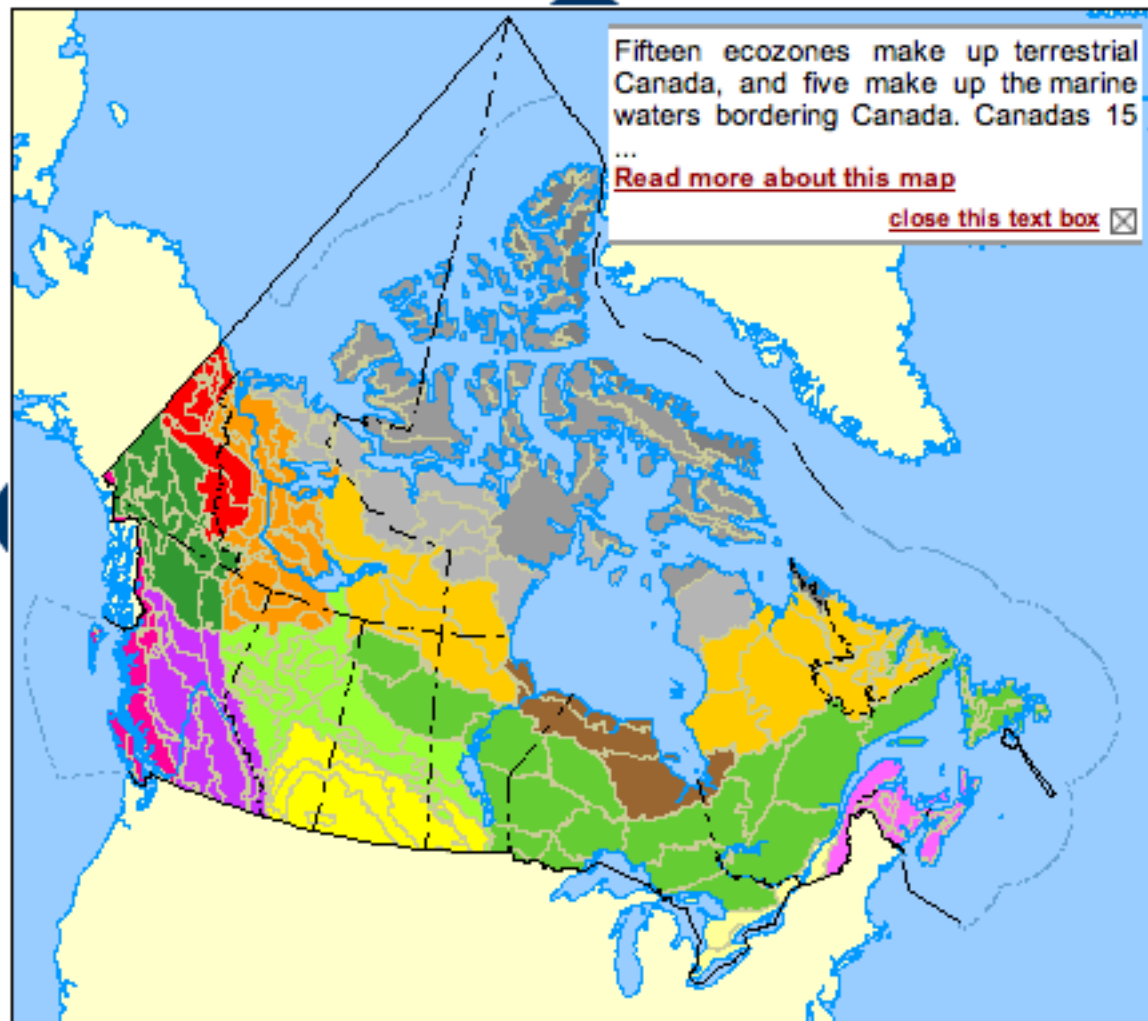 Fifteen ecozones make up terrestrial
Canada, and five make up the marine
waters bordering Canada. Canadas 15
...
Read more about this map
close this text box